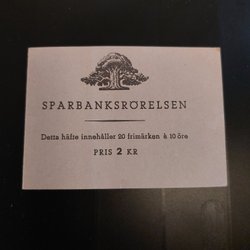 SPARBANKSRÖRELSEN
Detta häfte innehåller 20 frimärken à 10 öre
PRIS 2 KR